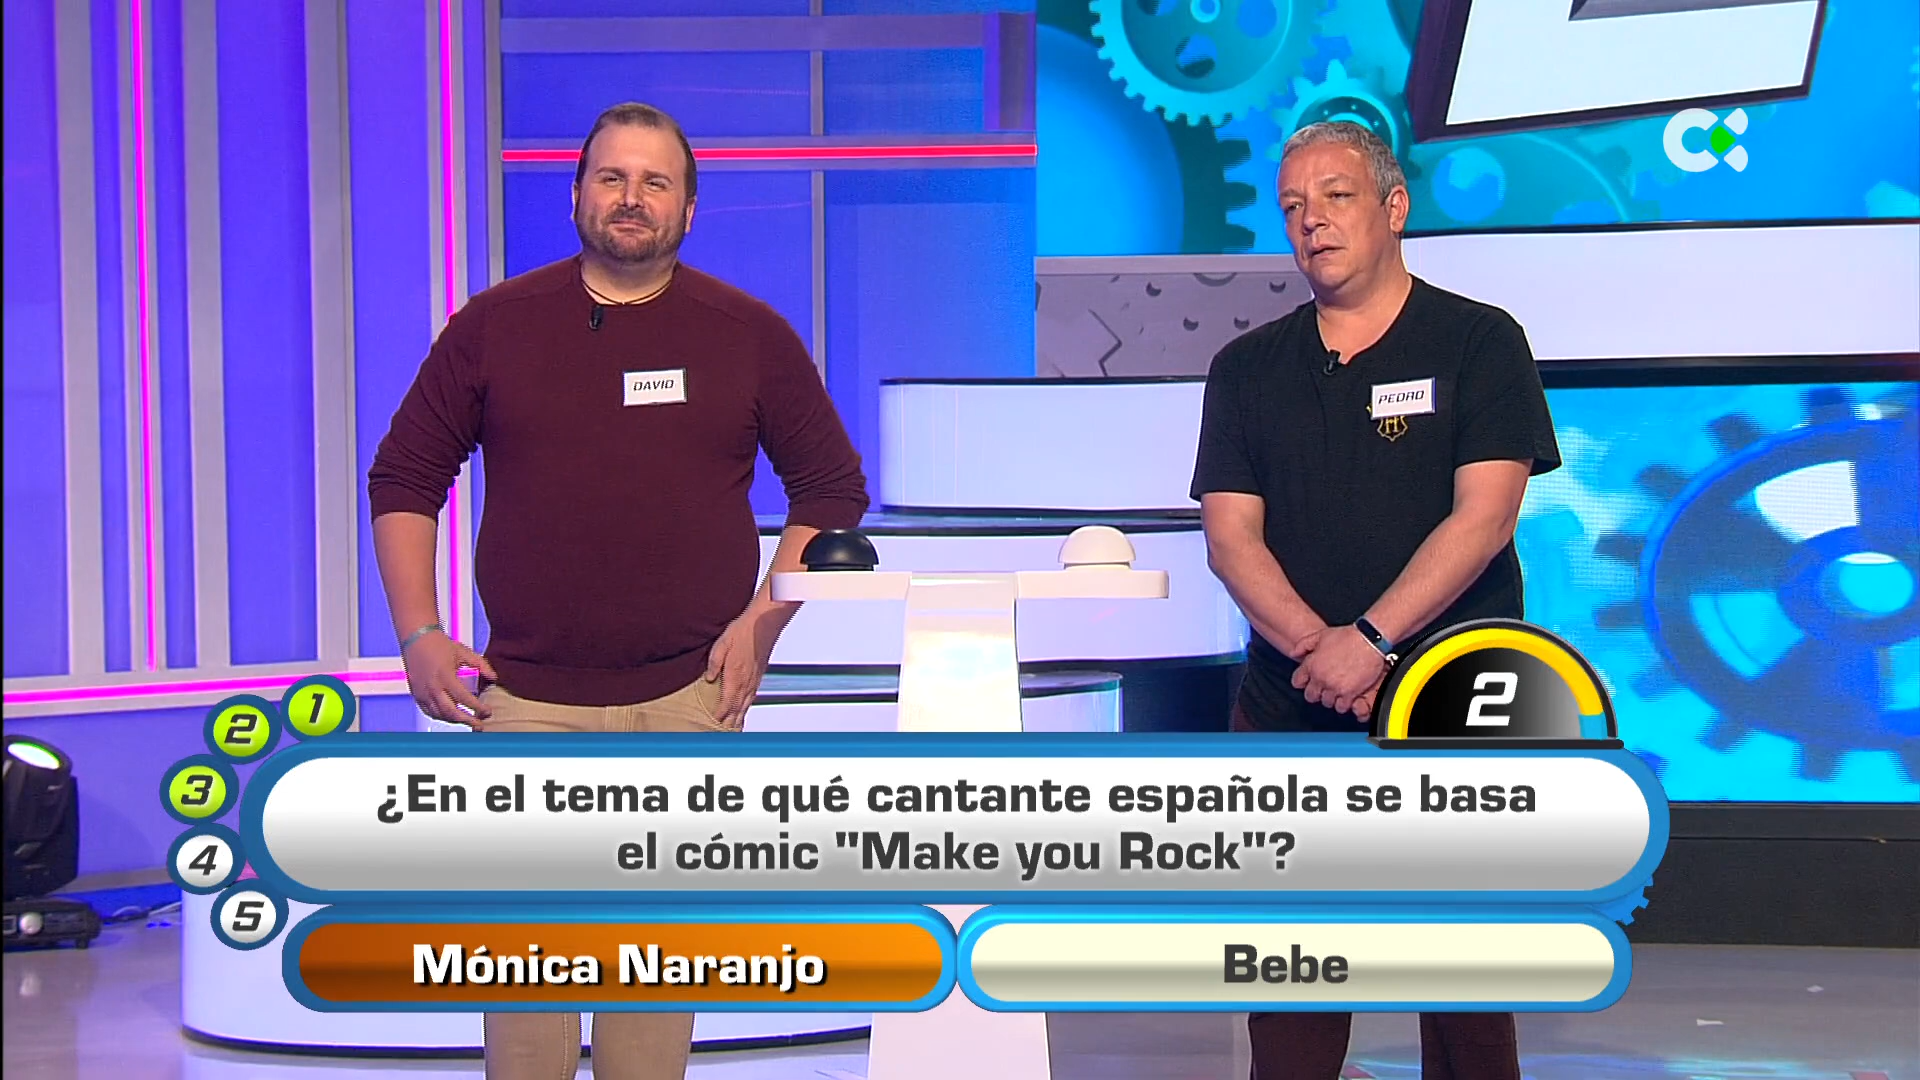 DAVID
PEDRO
2
1
2
3
4
5
¿En el tema de qué cantante española se basa
el cómic "Make you Rock"?
Mónica Naranjo
Bebe